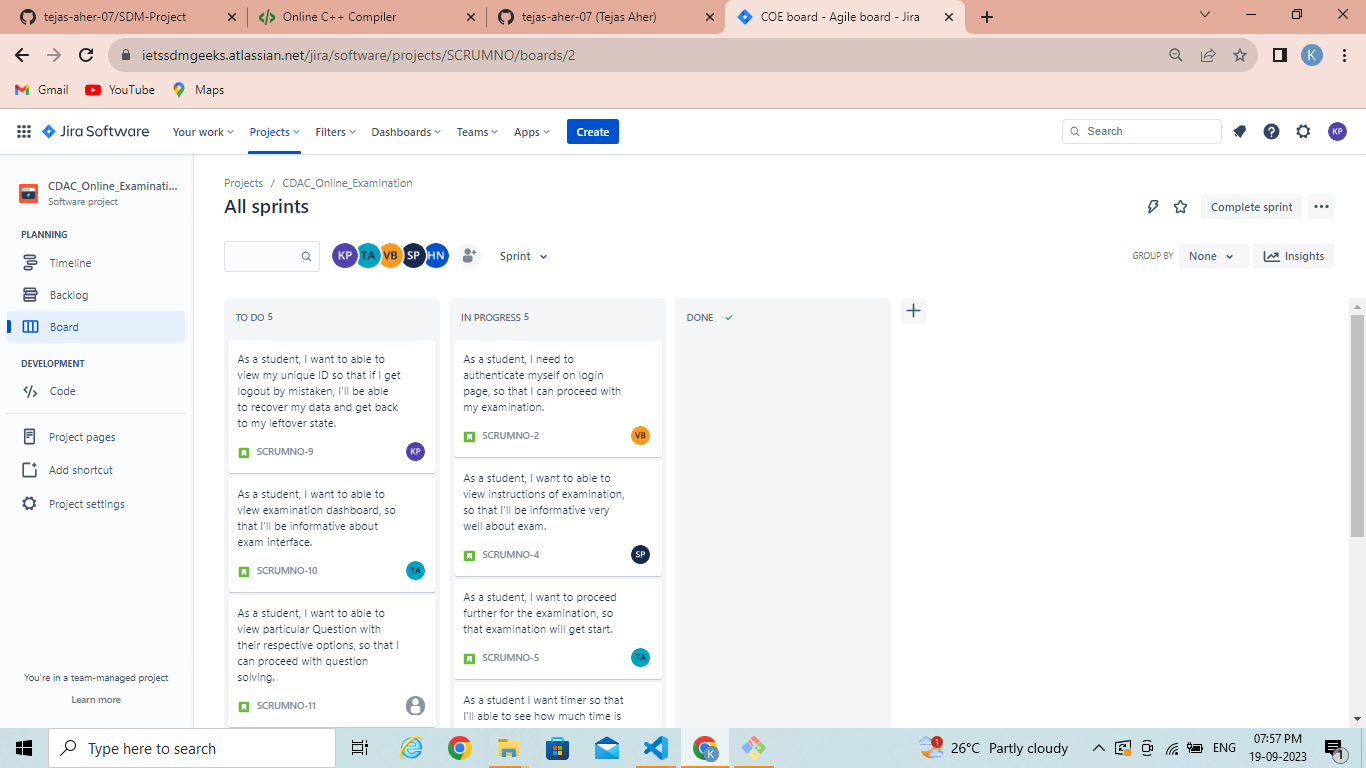 tejas-aher-07/SDM-Project
Online C++ Compiler
tejas-aher-07 (Tejas Aher)
COE board - Agile board - Jira
ietssdmgeeks.atlassian.net/jira/software/projects/SCRUMNO/boards/2
K
Gmail
YouTube
Maps
Jira Software
Your work
Projects
Filters
Dashboards
Teams
Apps
Create
Search
KP
CDAC_Online_Examinati...
Software project
PLANNING
Timeline
Backlog
Board
DEVELOPMENT
Code
Project pages
Add shortcut
Project settings
You're in a team-managed project
Learn more
Projects / CDAC_Online_Examination
All sprints
Complete sprint
KP TA VB SP HN
Sprint
GROUP BY
None
Insights
TO DO 5
As a student, I want to able to
view my unique ID so that if I get
logout by mistaken, I'll be able
to recover my data and get back
to my leftover state.
SCRUMNO-9
KP
As a student, I want to able to
view examination dashboard, so
that I'll be informative about
exam interface.
SCRUMNO-10
TA
As a student, I want to able to
view particular Question with
their respective options, so that I
can proceed with question
solving.
SCRUMNO-11
IN PROGRESS 5
As a student, I need to
authenticate myself on login
page, so that I can proceed with
my examination.
SCRUMNO-2
VB
As a student, I want to able to
view instructions of examination,
so that I'll be informative very
well about exam.
SCRUMNO-4
SP
As a student, I want to proceed
further for the examination, so
that examination will get start.
SCRUMNO-5
TA
As a student I want timer so that
I'll able to see how much time is
DONE
Type here to search
K
1
26°C Partly cloudy
ENG
07:57 PM
19-09-2023
1